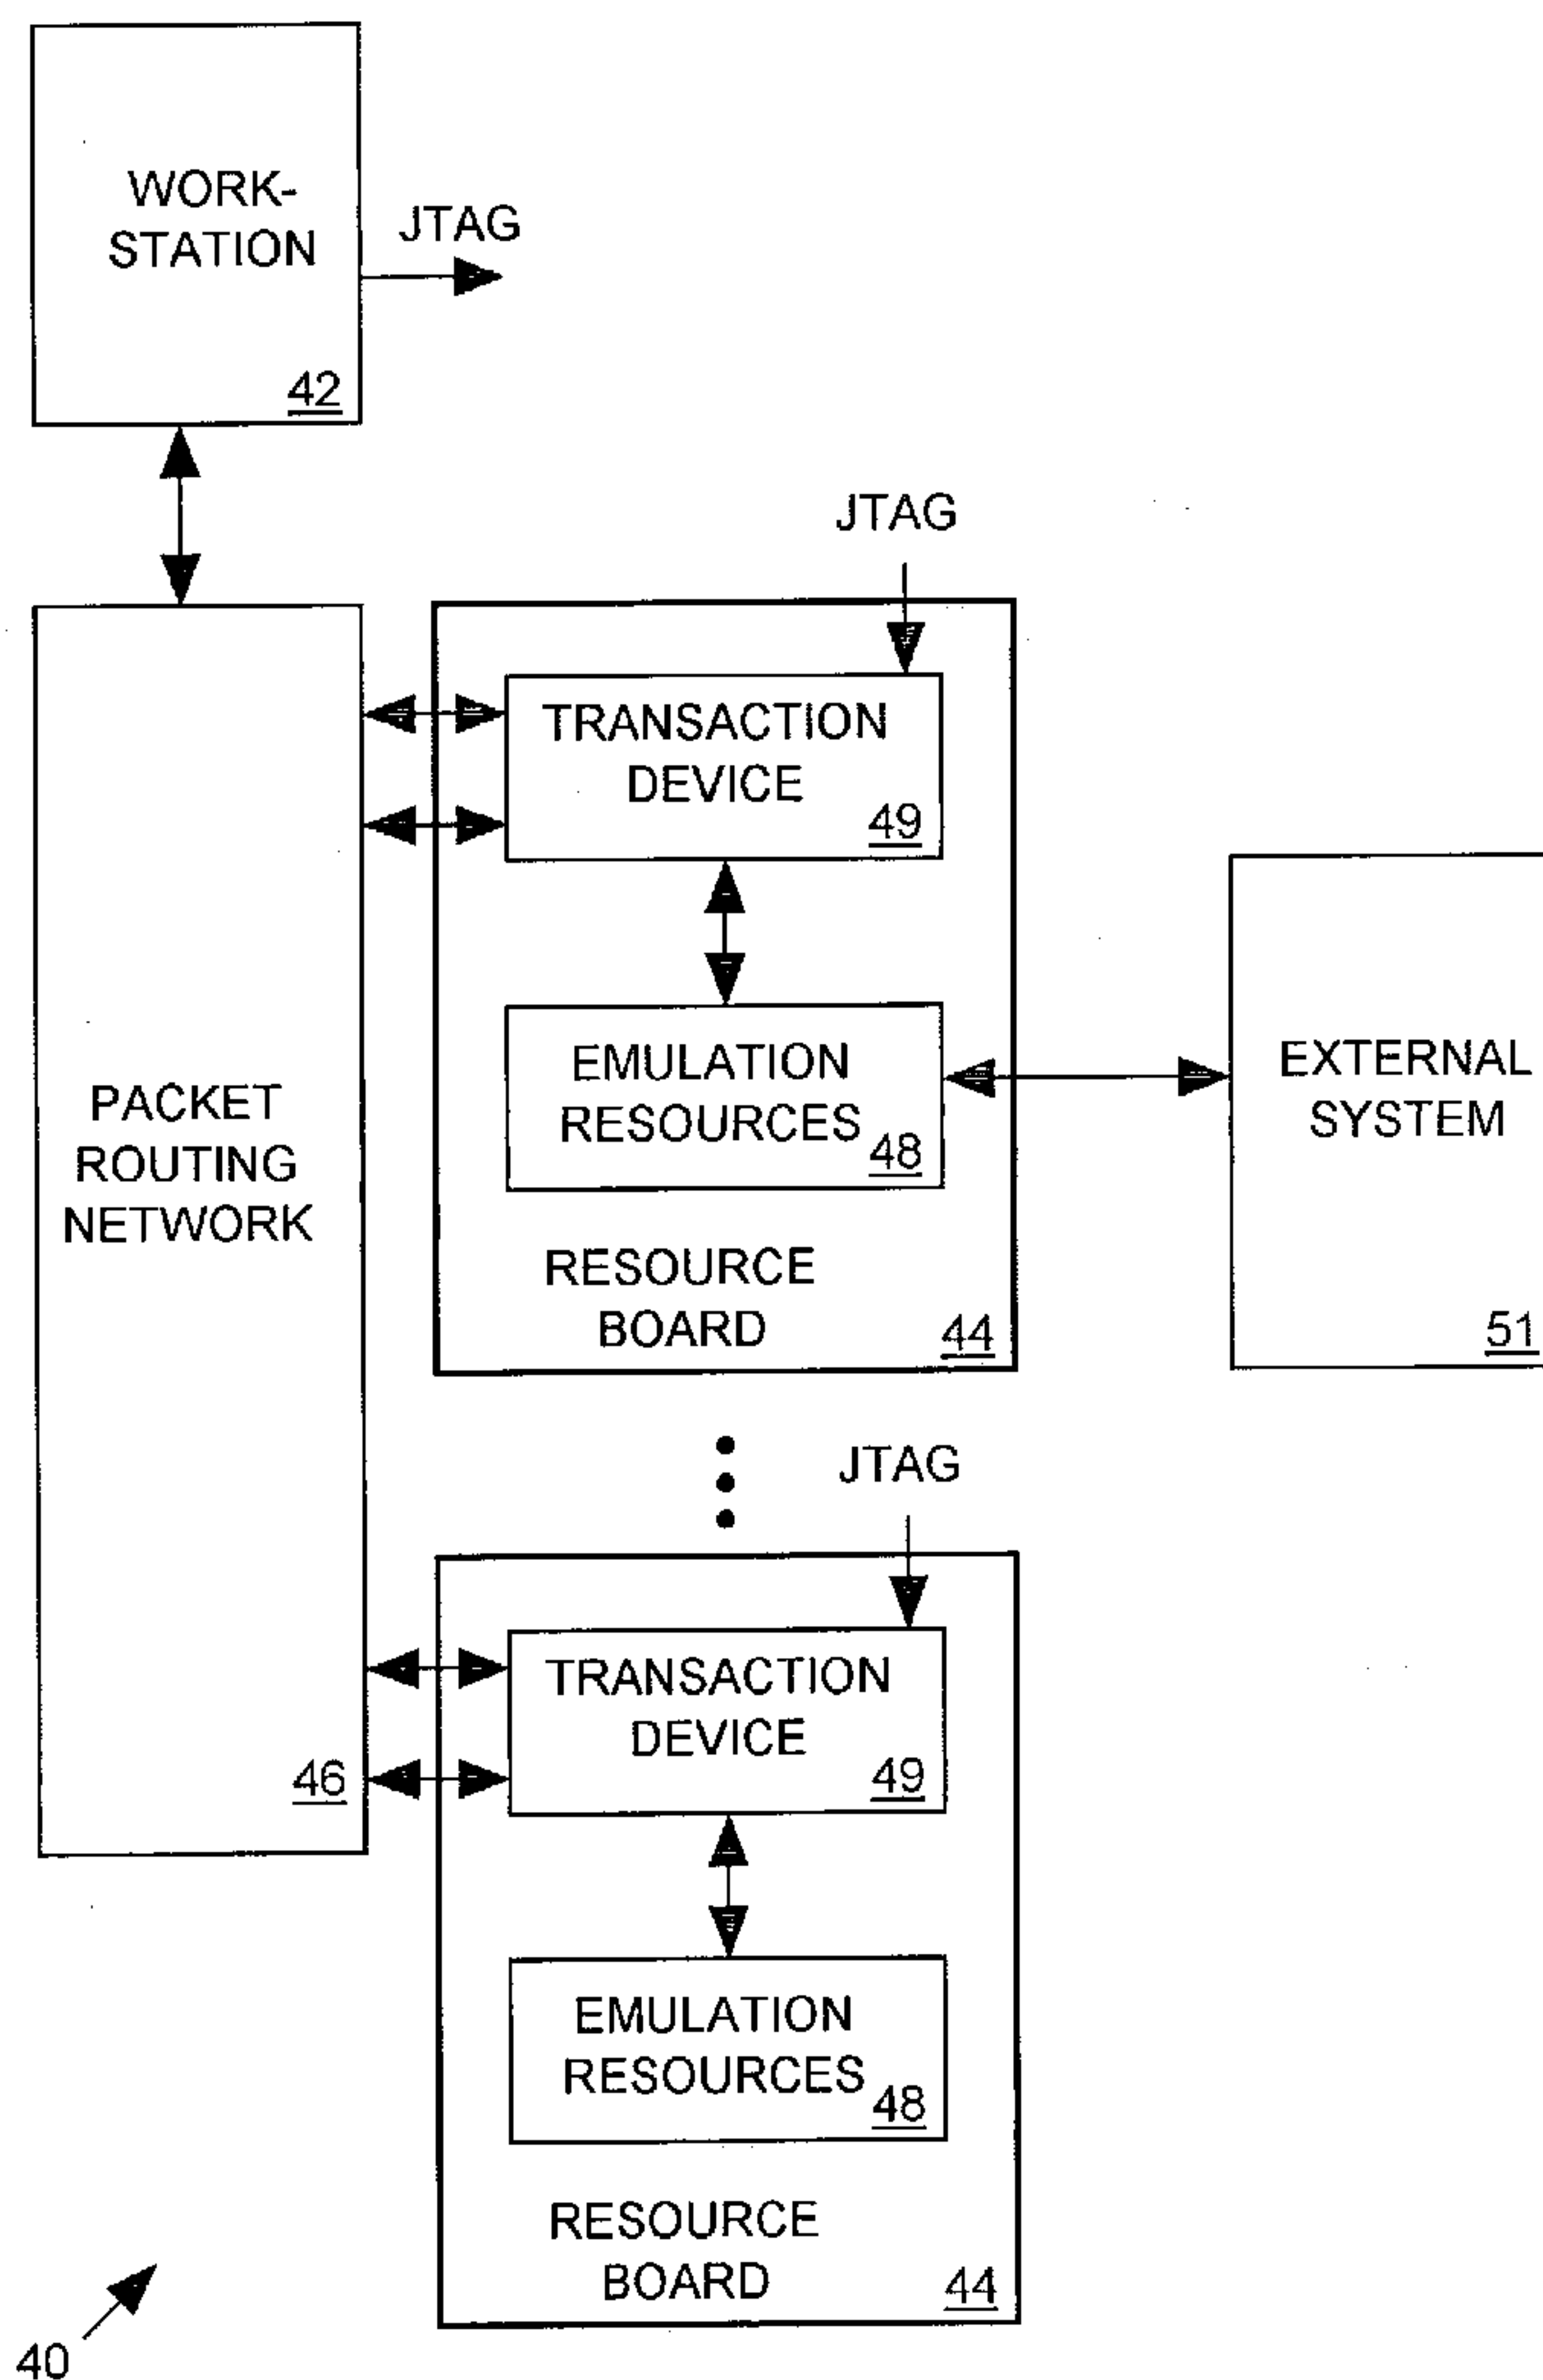 WORK-
STATION
42
JTAG
PACKET
ROUTING
NETWORK
46
JTAG
TRANSACTION
DEVICE
49
EMULATION
RESOURCES
48
RESOURCE
BOARD
44
EXTERNAL
SYSTEM
51
JTAG
TRANSACTION
DEVICE
49
EMULATION
RESOURCES
48
RESOURCE
BOARD
44
40